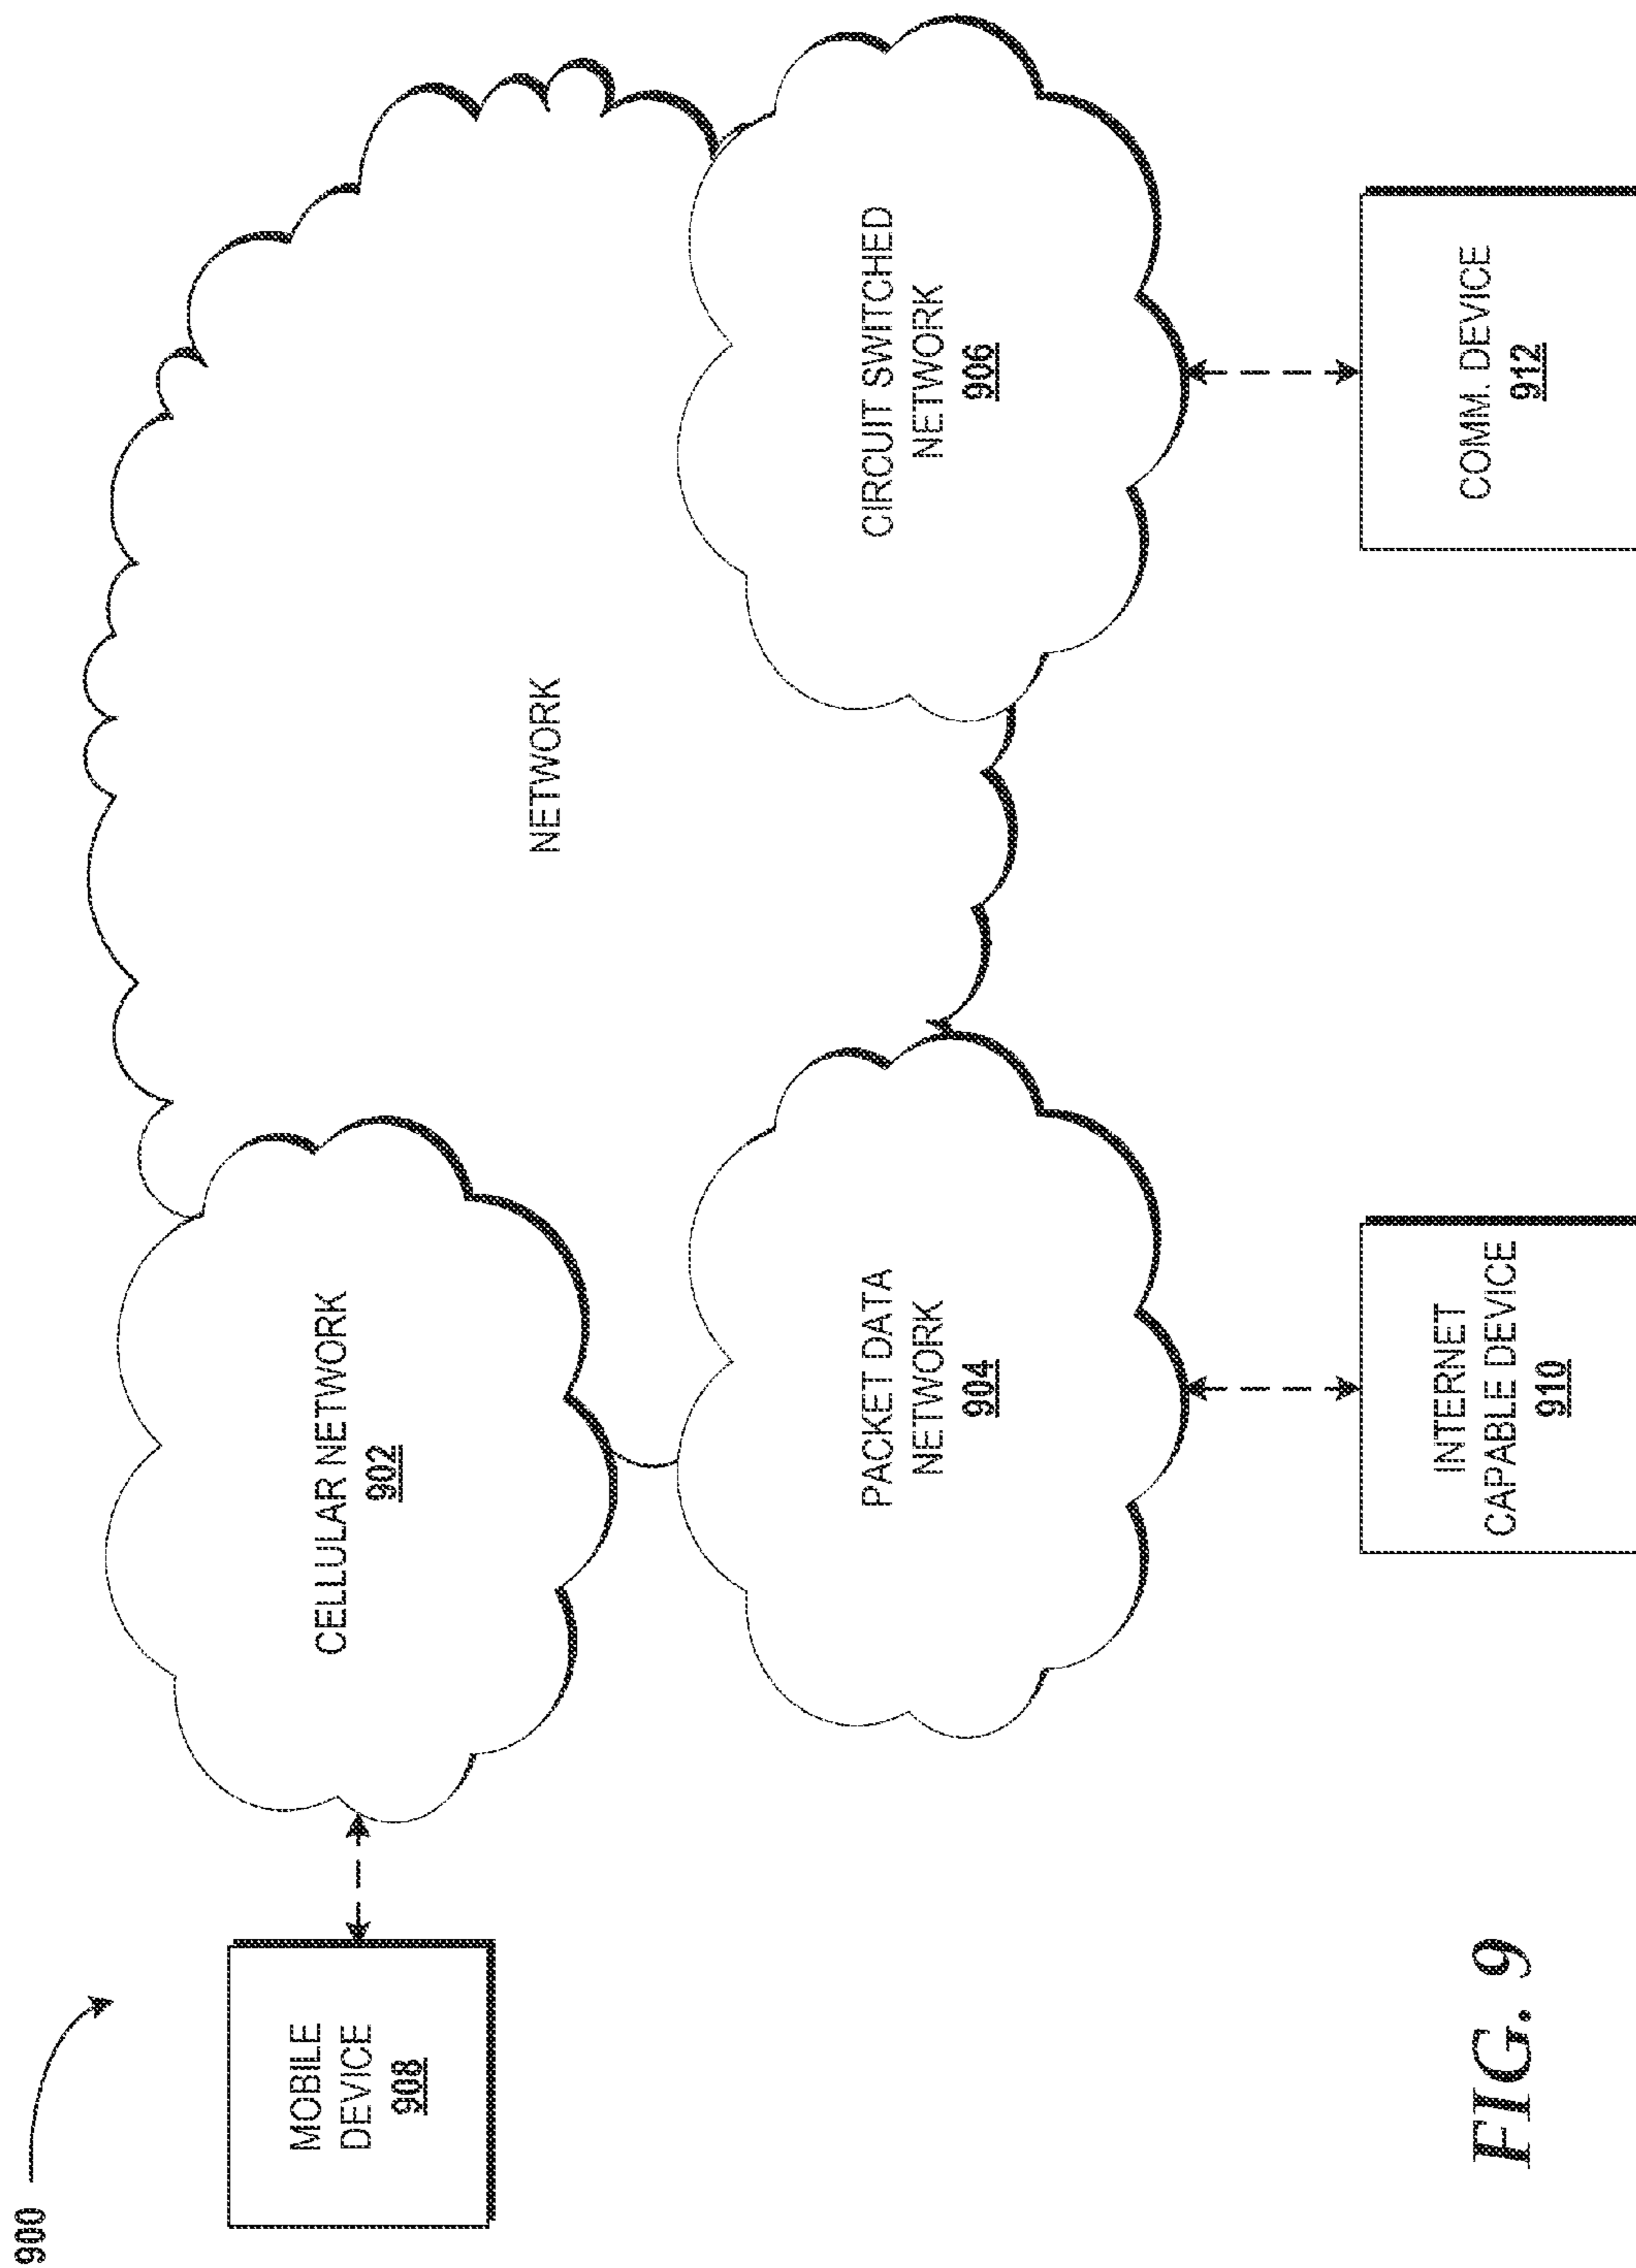 900
MOBILE
DEVICE
908
CELLULAR NETWORK
902
NETWORK
PACKET DATA
NETWORK
904
CIRCUIT SWITCHED
NETWORK
906
INTERNET
CAPABLE DEVICE
910
COMM. DEVICE
912
FIG. 9